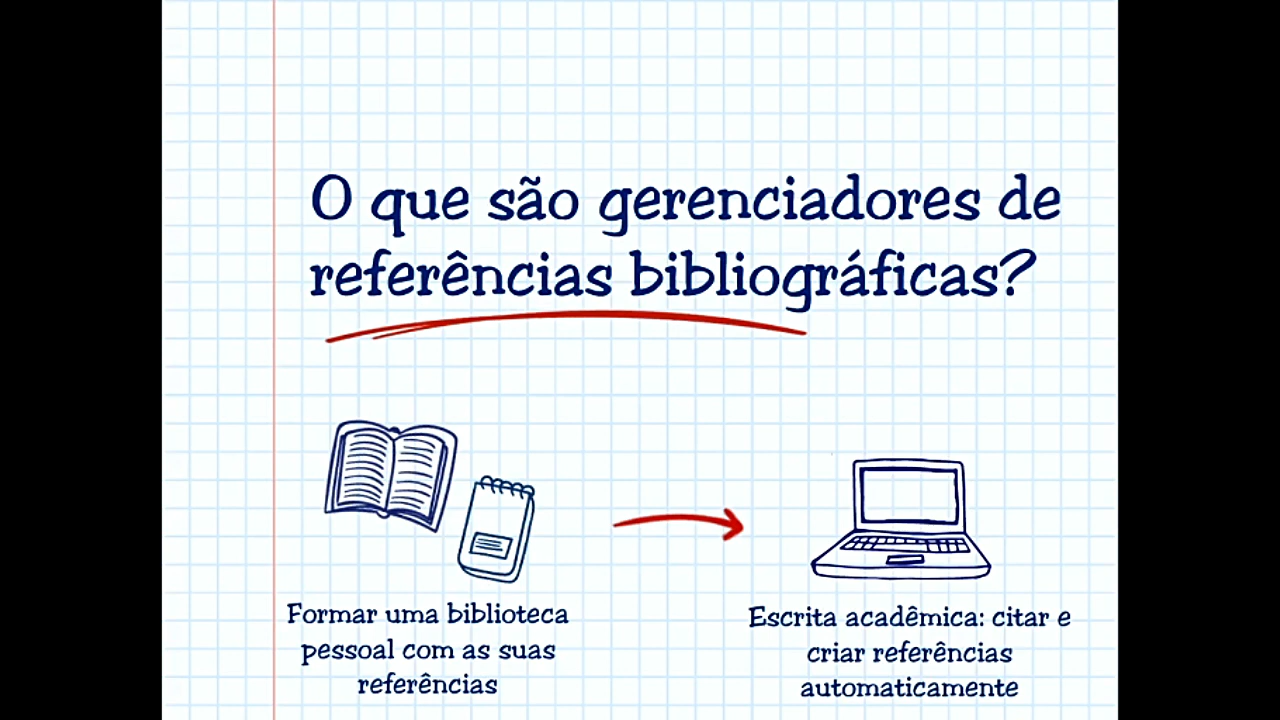 O que são gerenciadores de
referências bibliográficas?
Formar uma biblioteca
pessoal com as suas
referências
Escrita acadêmica: citar e
criar referências
automaticamente